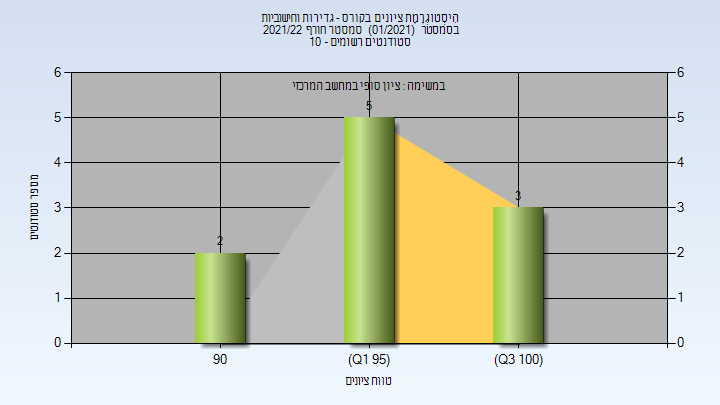 היסטוגרמת ציונים בקורס - גדירות וחישוביות
בסמסטר (01/2021) סמסטר חורף 2021/22
סטודנטים רשומים - 10
במשימה : ציון סופי במחשב המרכזי
6
5
4
3
2
1
0
6
5
4
3
2
1
0
2
5
3
מספר סטודנטים
90
(Q1 95)
(Q3 100)
טווח ציונים